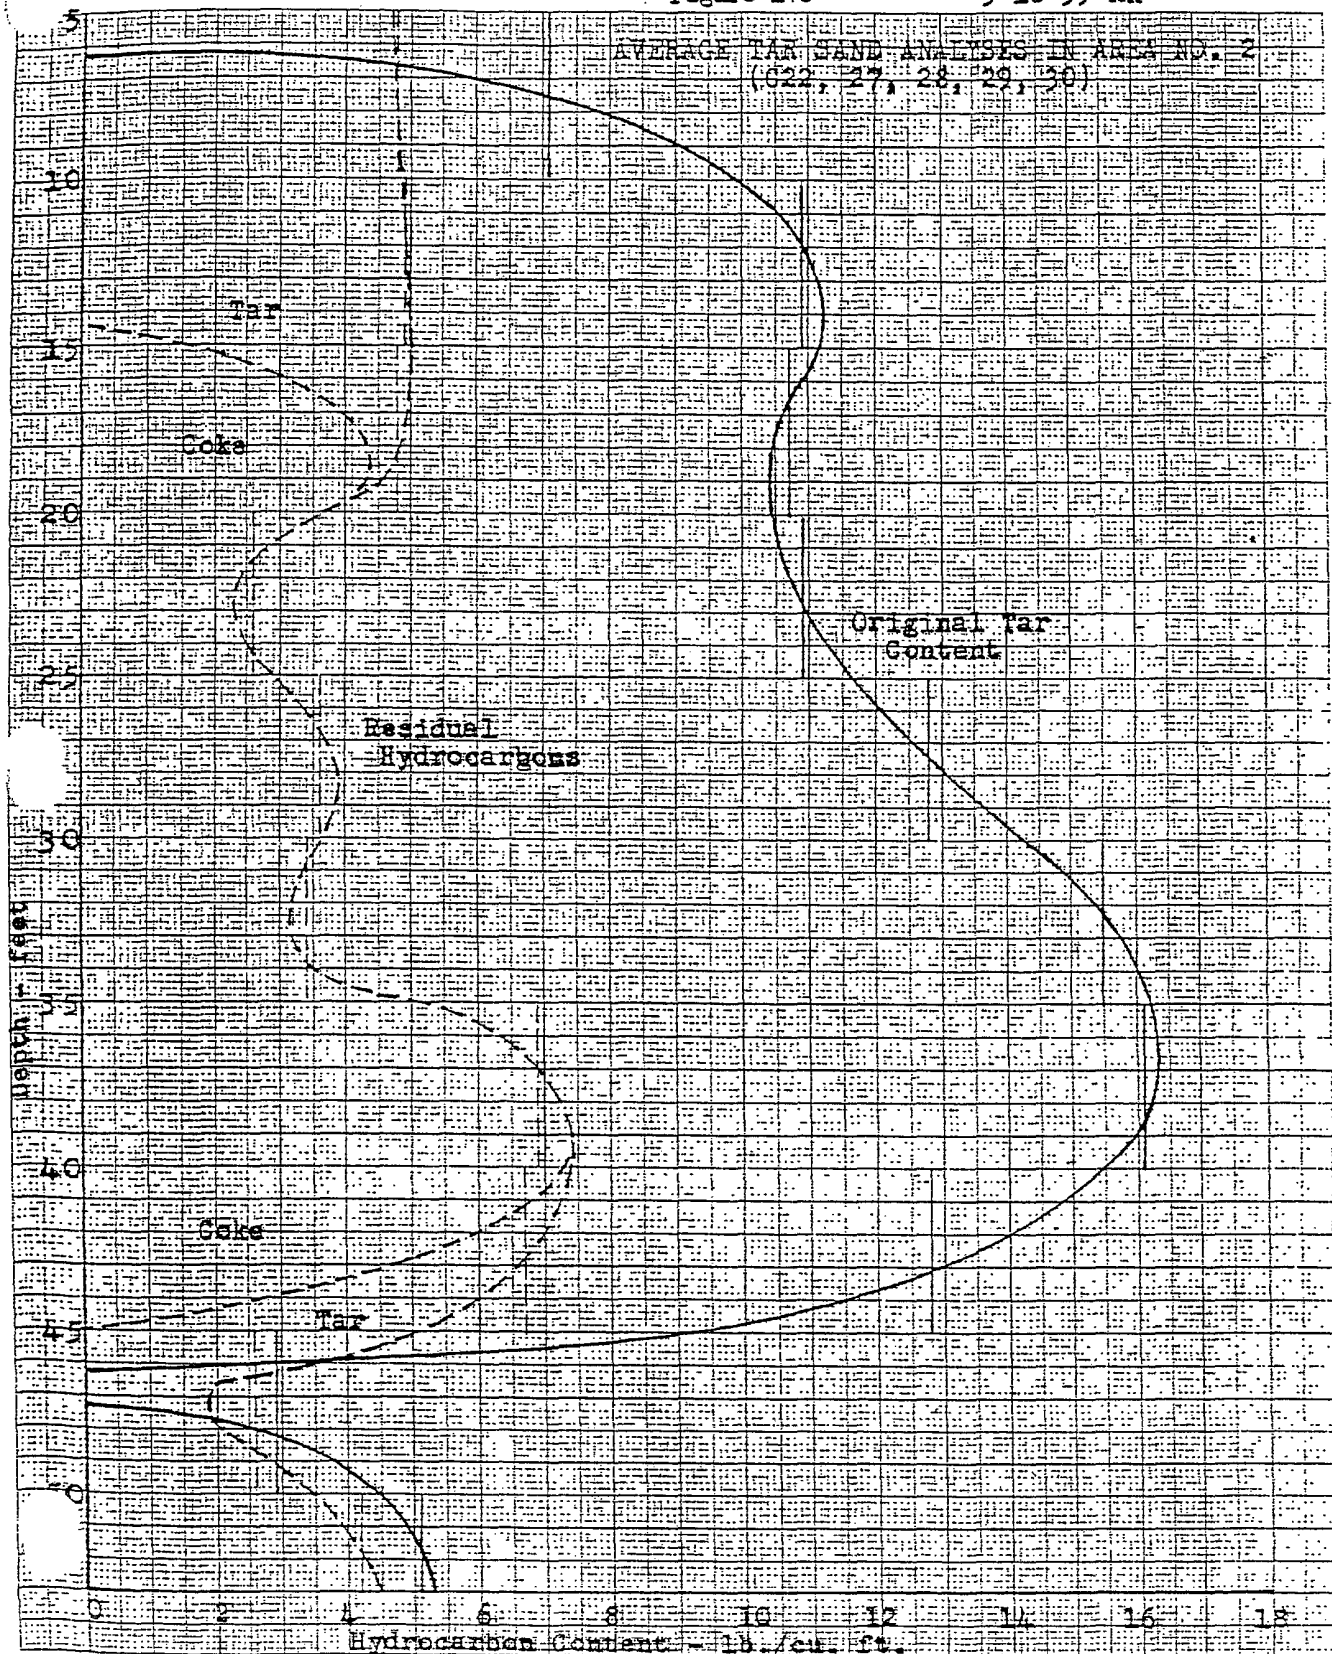 AVERAGE TAR SAND ANALYSES IN AREA NO. 2
(C22, 27, 28, 29, 30)
5
10
15
20
25
30
35
40
45
Depth - feet
Tar
Coke
Original Tar
Content
Residual
Hydrocarbons
Coke
Tar
0
2
4
6
8
10
12
14
16
18
Hydrocarbon Content - lb./cu. ft.